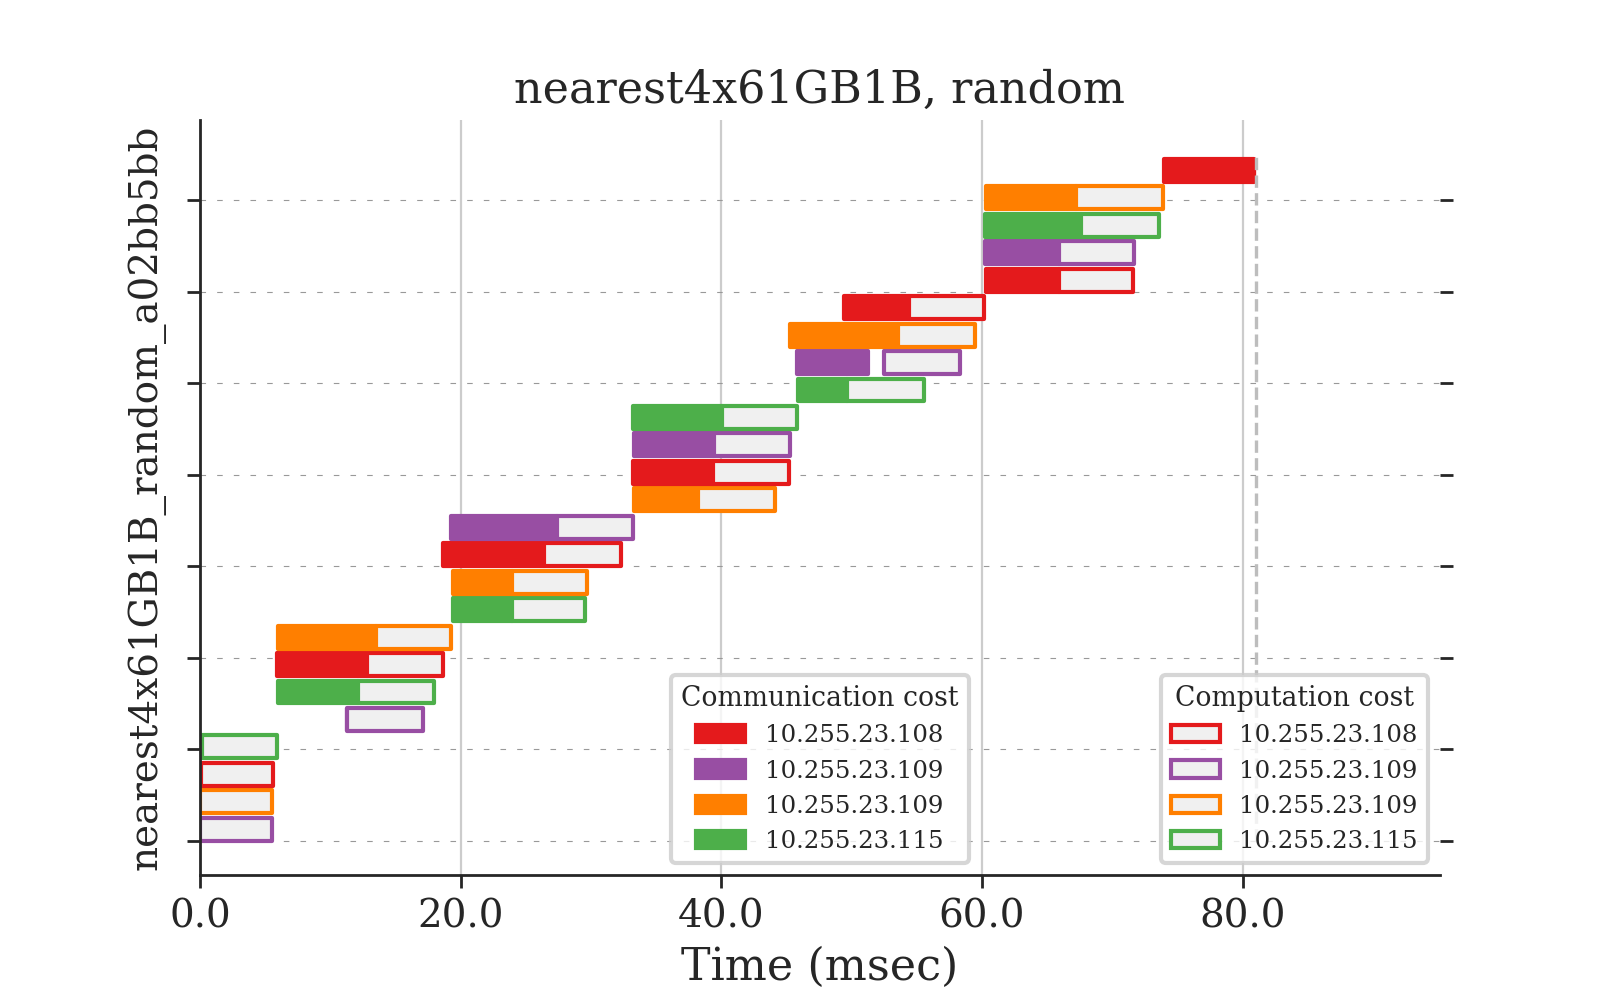 nearest4x61GB1B, random
nearest4x61GB1B_random_a02bb5bb
Communication cost
10.255.23.108
10.255.23.109
10.255.23.109
10.255.23.115
Computation cost
10.255.23.108
10.255.23.109
10.255.23.109
10.255.23.115
0.0 20.0 40.0 60.0 80.0
Time (msec)